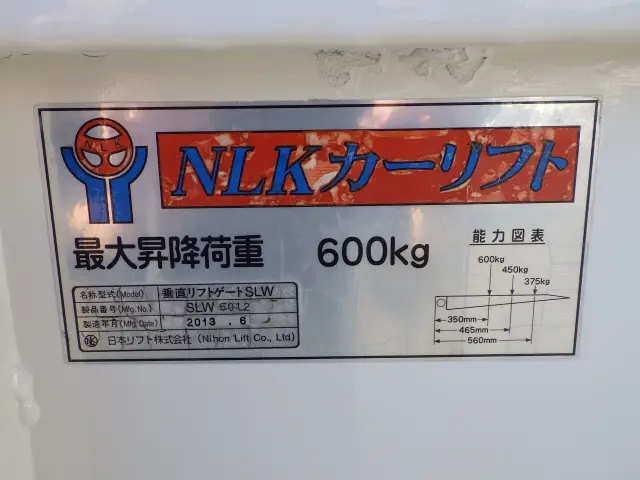 NLK
NLKカーリフト
最大昇降荷重 600kg
能力図表
600kg
450kg
375kg
350mm
465mm
560mm
名称型式(Model) 垂直リフトゲートSLW
製品番号(Mfg.No.) SLW 5012
製造年月(Mfg.Date) 2013 . 6
NLK 日本リフト株式会社 (Nihon Lift Co., Ltd)